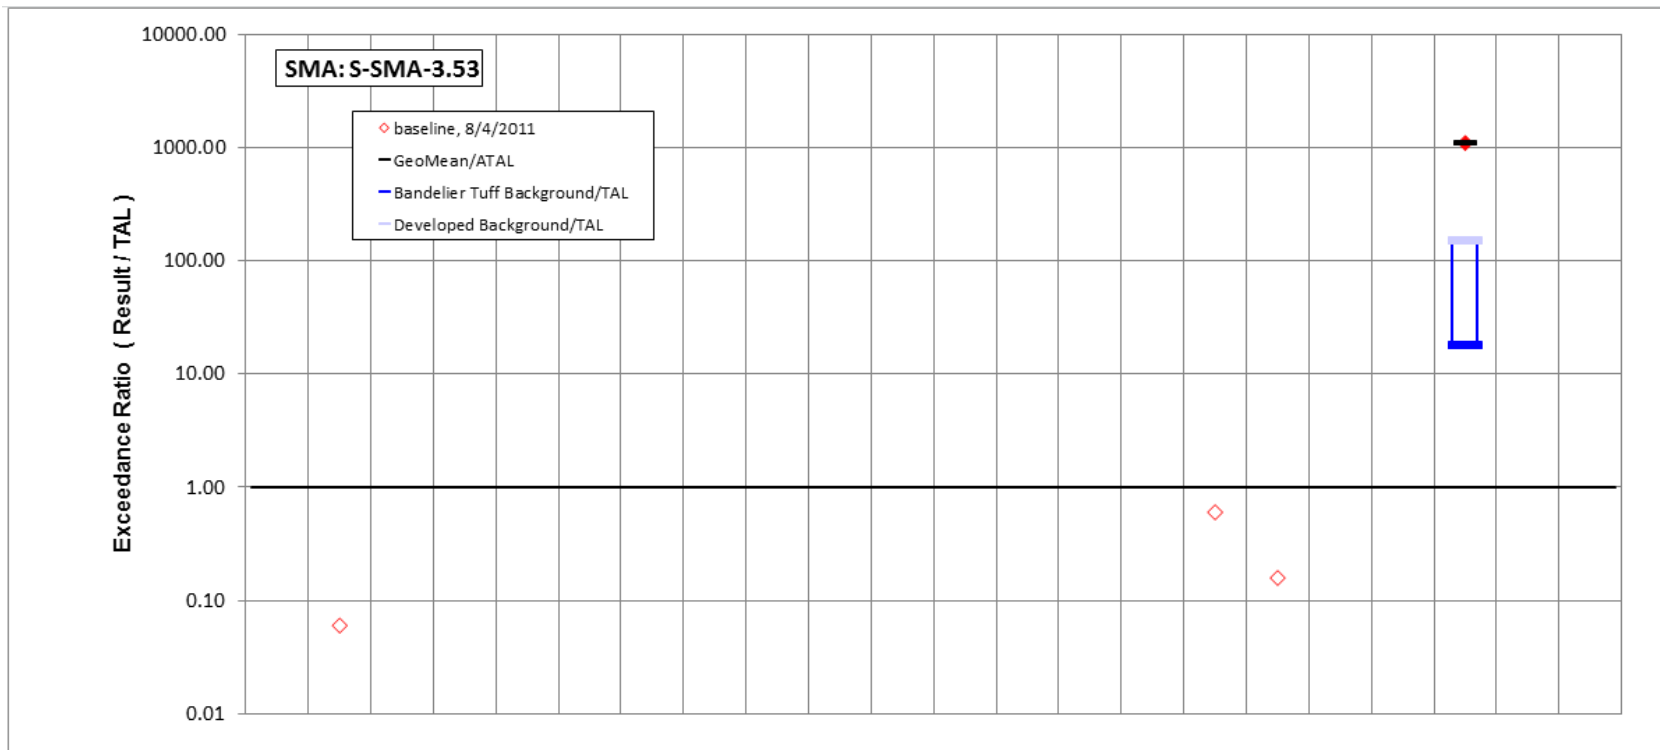 SMA: S-SMA-3.53
baseline, 8/4/2011
GeoMean/ATAL
Bandelier Tuff Background/TAL
Developed Background/TAL
Exceedance Ratio ( Result / TAL )
10000.00
1000.00
100.00
10.00
1.00
0.10
0.01